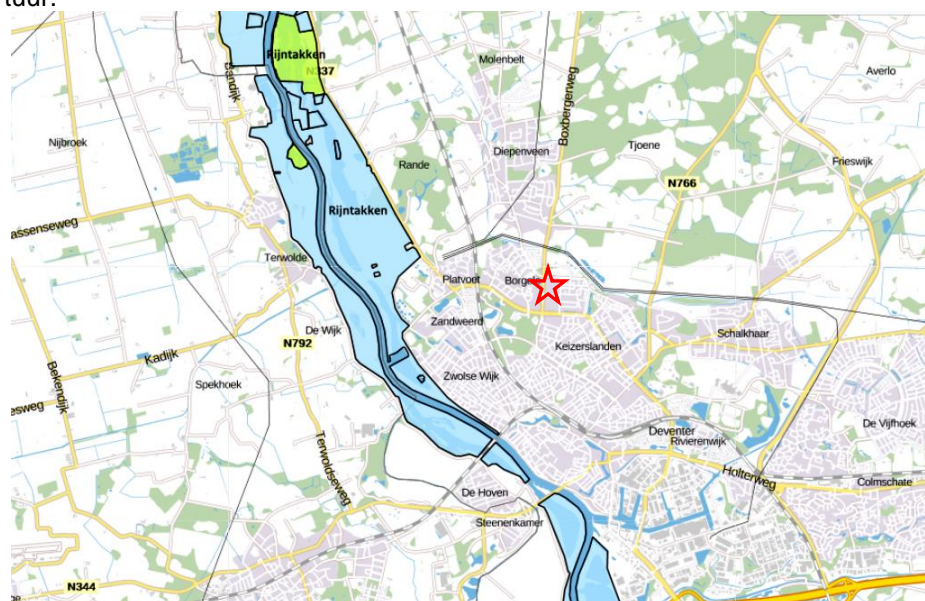 Rijntakken
N337
Molenbelt
Averlo
Bandijk
Boxbergerweg
Nijbroek
Diepenveen
Tjoene
Frieswijk
Rande
N766
Rijntakken
assenseweg
Terwolde
Platvoet
Borgele
De Wijk
Zandweerd
Schalkhaar
N792
Keizerslanden
Kadijk
Zwolse Wijk
Spekhoek
Bekendijk
esweg
De Vijfhoek
Deventer
Rivierenwijk
Terwoldseweg
Holterweg
Colmschate
De Hoven
Steenenkamer
N344